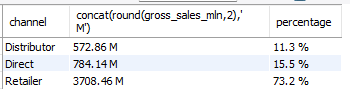 channel concat(round(gross_sales_mln,2),' percentage
M')
Distributor 572.86 M 11.3 %
Direct 784.14 M 15.5 %
Retailer 3708.46 M 73.2 %